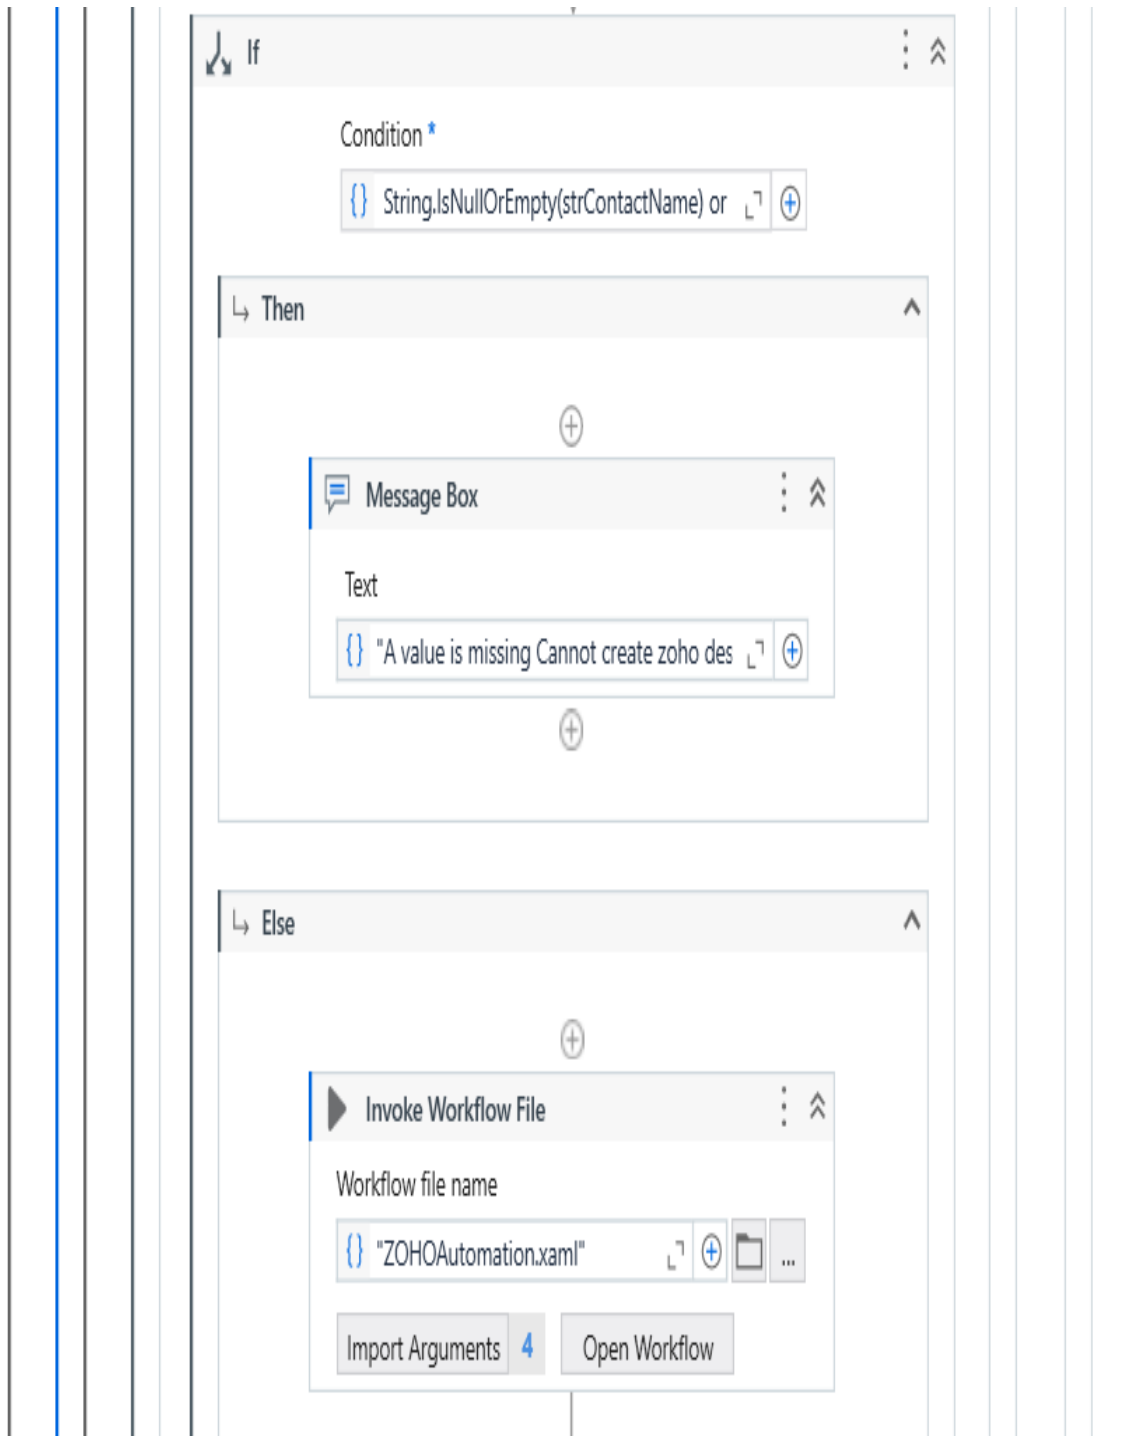 If
Condition *
{} String.IsNullOrEmpty(strContactName) or
Then
Message Box
Text
{} "A value is missing Cannot create zoho des
Else
Invoke Workflow File
Workflow file name
{} "ZOHOAutomation.xaml" ...
Import Arguments 4 Open Workflow